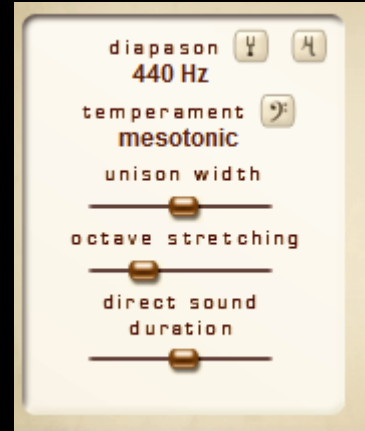 diapason
440 Hz
temperament
mesotonic
unison width
octave stretching
direct sound
duration